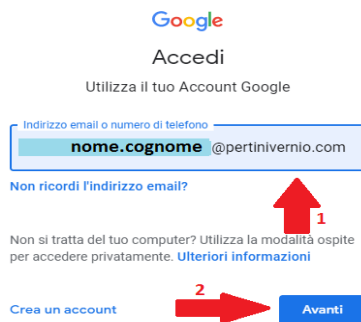 Google
Accedi
Utilizza il tuo Account Google
Indirizzo email o numero di telefono
nome.cognome @pertinivernio.com
Non ricordi l'indirizzo email?
1
Non si tratta del tuo computer? Utilizza la modalità ospite
per accedere privatamente. Ulteriori informazioni
2
Crea un account Avanti